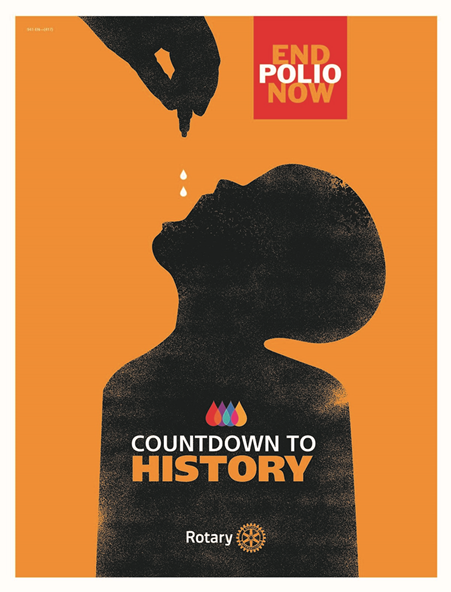 END
POLIO
NOW
COUNTDOWN TO
HISTORY
Rotary